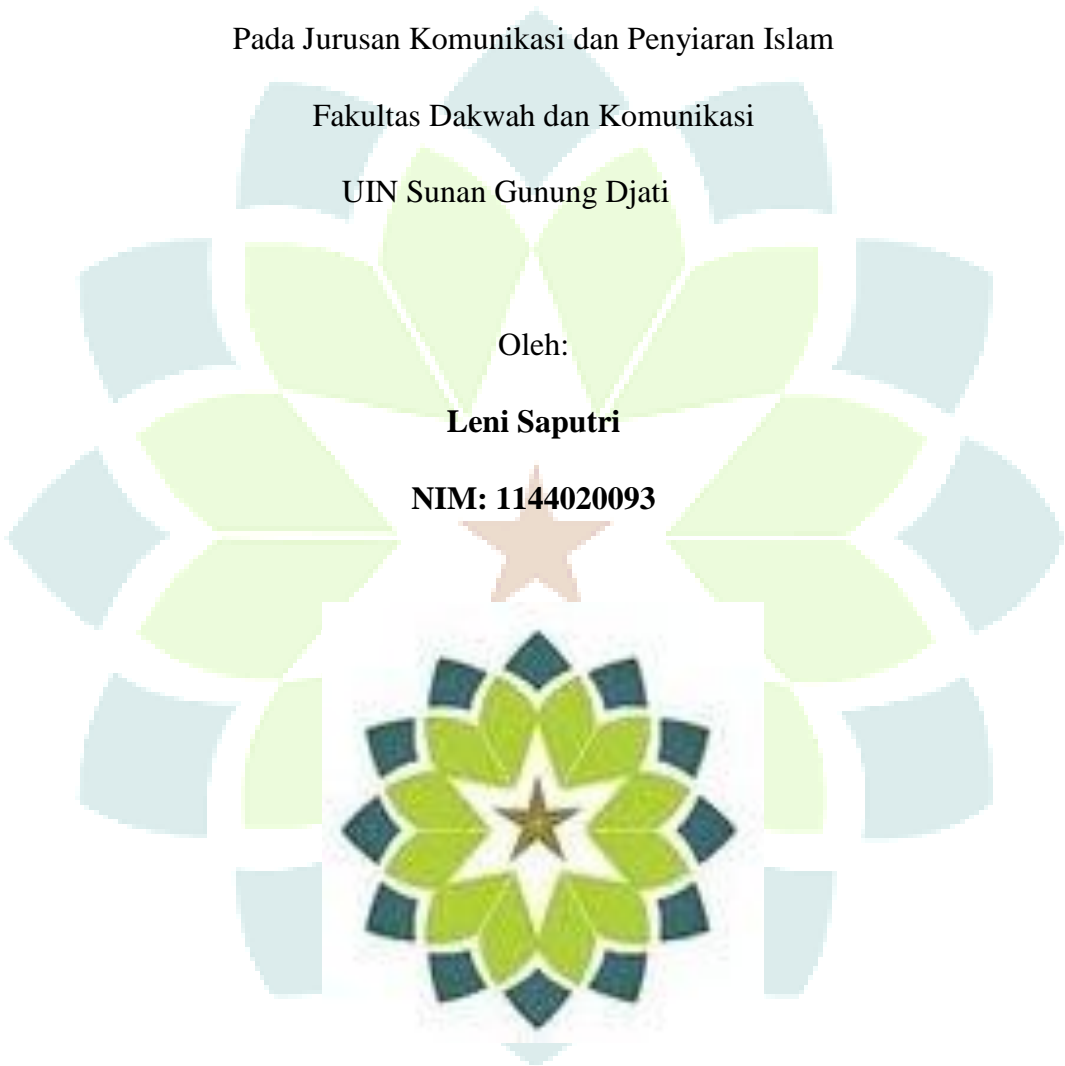 Pada Jurusan Komunikasi dan Penyiaran Islam
Fakultas Dakwah dan Komunikasi
UIN Sunan Gunung Djati
Oleh:
Leni Saputri
NIM: 1144020093